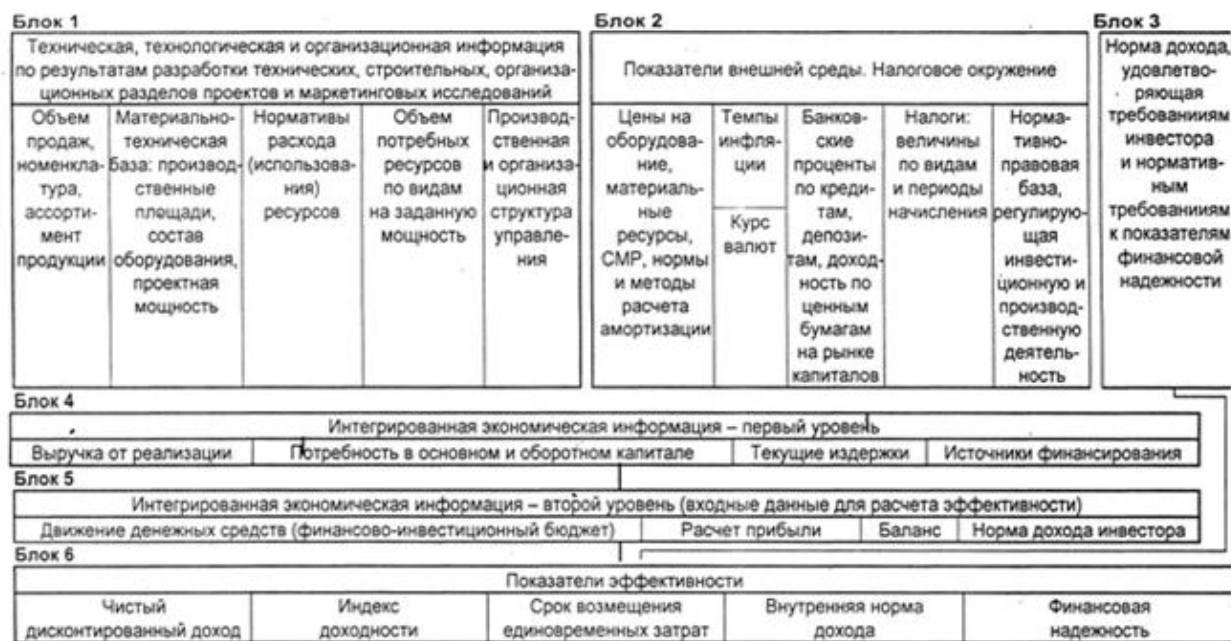 Блок 1
Техническая, технологическая и организационная информация
по результатам разработки технических, строительных, организа-
ционных разделов проектов и маркетинговых исследований
Объем
продаж,
номенкла-
тура,
ассорти-
мент
продукции
Материально-
техническая
база: производ-
ственные
площади,
состав
оборудования,
проектная
мощность
Нормативы
расхода
(использова-
ния)
ресурсов
Объем
потребных
ресурсов
по видам
на заданную
мощность
Производ-
ственная
и организа-
ционная
структура
управле-
ния
Блок 2
Показатели внешней среды. Налоговое окружение
Цены на
оборудова-
ние,
материаль-
ные
ресурсы,
СМР, нормы
и методы
расчета
амортизации
Темпы
инфля-
ции
Курс
валют
Банков-
ские
проценты
по креди-
там,
депози-
там, доход-
ность по
ценным
бумагам
на рынке
капиталов
Налоги:
величины
по видам
и периоды
начисления
Норма-
тивно-
правовая
база,
регулирую-
щая
инвести-
ционную и
производ-
ственную
деятель-
ность
Блок 3
Норма дохода,
удовлетво-
ряющая
требованииям
инвестора
и норматив-
ным
требованииям
к показателям
финансовой
надежности
Блок 4
Интегрированная экономическая информация – первый уровень
Выручка от реализации
Потребность в основном и оборотном капитале
Текущие издержки
Источники финансирования
Блок 5
Интегрированная экономическая информация – второй уровень (входные данные для расчета эффективности)
Движение денежных средств (финансово-инвестиционный бюджет)
Расчет прибыли
Баланс
Норма дохода инвестора
Блок 6
Показатели эффективности
Чистый
дисконтированный доход
Индекс
доходности
Срок возмещения
единовременных затрат
Внутренняя норма
дохода
Финансовая
надежность